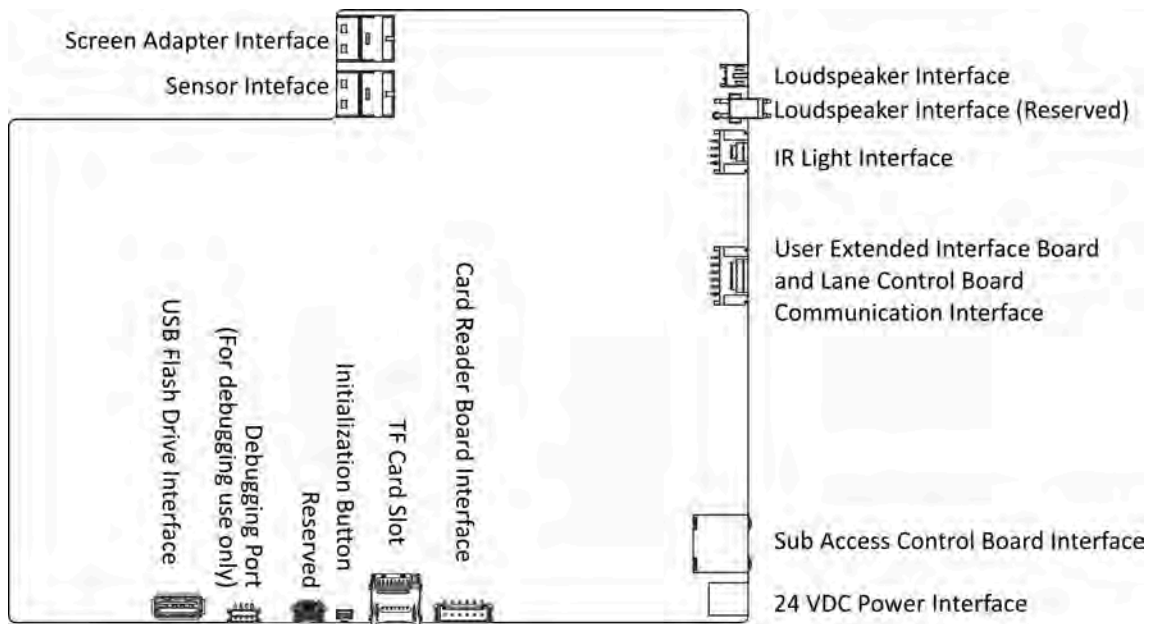 Screen Adapter Interface
Sensor Inteface
Loudspeaker Interface
Loudspeaker Interface (Reserved)
IR Light Interface
User Extended Interface Board
and Lane Control Board
Communication Interface
USB Flash Drive Interface
Debugging Port
(For debugging use only)
Reserved
Initialization Button
TF Card Slot
Card Reader Board Interface
Sub Access Control Board Interface
24 VDC Power Interface